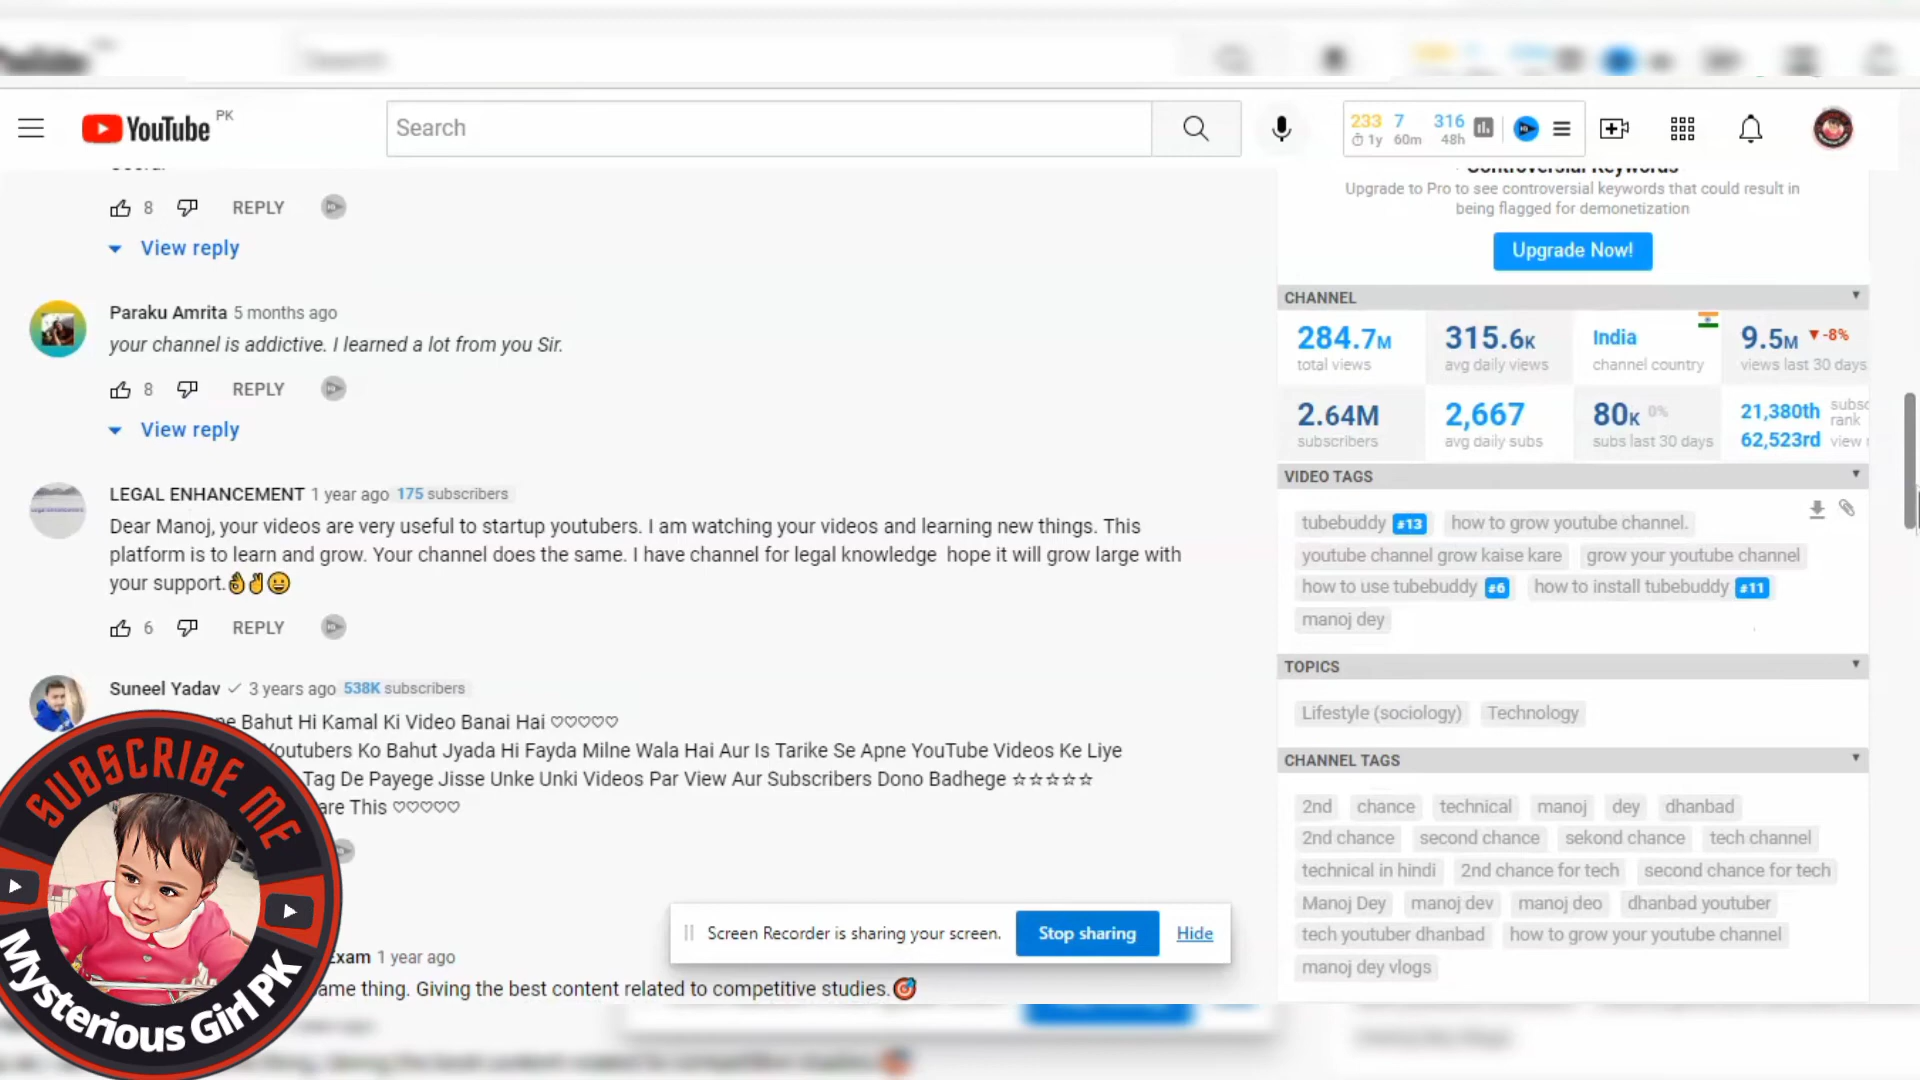 YouTube PK
Search
233 7 316
1y 60m 48h
8 REPLY
View reply
Paraku Amrita 5 months ago
your channel is addictive. I learned a lot from you Sir.
8 REPLY
View reply
LEGAL ENHANCEMENT 1 year ago 175 subscribers
Dear Manoj, your videos are very useful to startup youtubers. I am watching your videos and learning new things. This
platform is to learn and grow. Your channel does the same. I have channel for legal knowledge hope it will grow large with
your support.👌✌😀
6 REPLY
Suneel Yadav ✓ 3 years ago 538K subscribers
Bahut Hi Kamal Ki Video Banai Hai ♡♡♡♡♡
Youtubers Ko Bahut Jyada Hi Fayda Milne Wala Hai Aur Is Tarike Se Apne YouTube Videos Ke Liye
Tag De Payege Jisse Unke Unki Videos Par View Aur Subscribers Dono Badhege ☆☆☆☆☆
This ♡♡♡♡♡
Exam 1 year ago
thing. Giving the best content related to competitive studies.🎯
Screen Recorder is sharing your screen. Stop sharing Hide
SUBSCRIBE ME
Mysterious Girl PK
Controversial Keywords
Upgrade to Pro to see controversial keywords that could result in
being flagged for demonetization
Upgrade Now!
CHANNEL
284.7M 315.6K India 9.5M ▼-8%
total views avg daily views channel country views last 30 days
2.64M 2,667 80K 0% 21,380th rank
subscribers avg daily subs subs last 30 days 62,523rd view
VIDEO TAGS
tubebuddy #13 how to grow youtube channel.
youtube channel grow kaise kare grow your youtube channel
how to use tubebuddy #6 how to install tubebuddy #11
manoj dey
TOPICS
Lifestyle (sociology) Technology
CHANNEL TAGS
2nd chance technical manoj dey dhanbad
2nd chance second chance sekond chance tech channel
technical in hindi 2nd chance for tech second chance for tech
Manoj Dey manoj dev manoj deo dhanbad youtuber
tech youtuber dhanbad how to grow your youtube channel
manoj dey vlogs